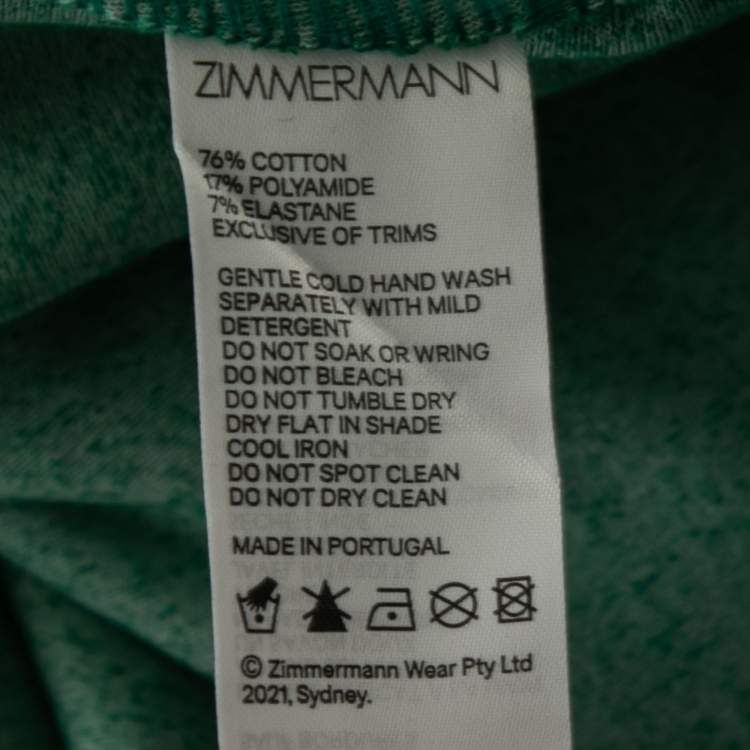 ZIMMERMANN
76% COTTON
17% POLYAMIDE
7% ELASTANE
EXCLUSIVE OF TRIMS
GENTLE COLD HAND WASH
SEPARATELY WITH MILD
DETERGENT
DO NOT SOAK OR WRING
DO NOT BLEACH
DO NOT TUMBLE DRY
DRY FLAT IN SHADE
COOL IRON
DO NOT SPOT CLEAN
DO NOT DRY CLEAN
MADE IN PORTUGAL
© Zimmermann Wear Pty Ltd
2021, Sydney.